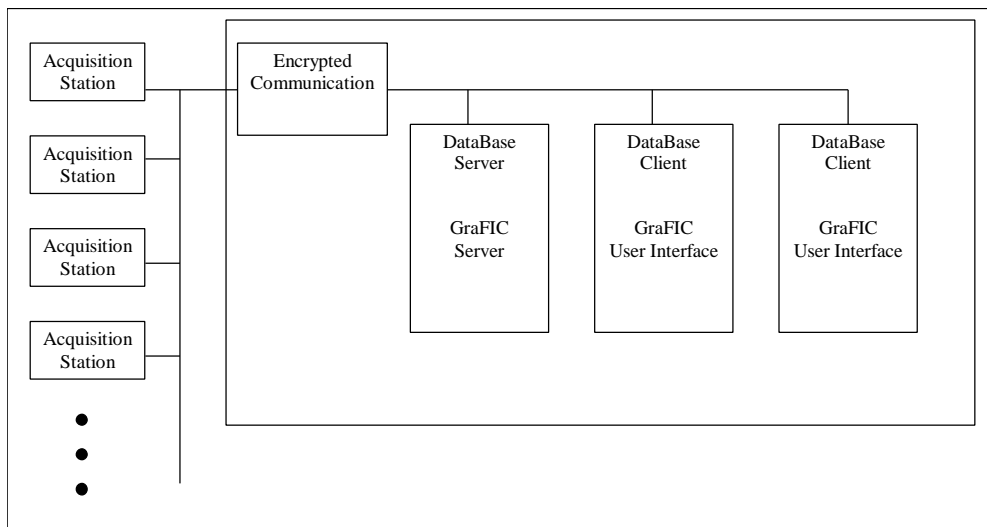 Acquisition
Station
Acquisition
Station
Acquisition
Station
Acquisition
Station
Encrypted
Communication
DataBase
Server
GraFIC
Server
DataBase
Client
GraFIC
User Interface
DataBase
Client
GraFIC
User Interface